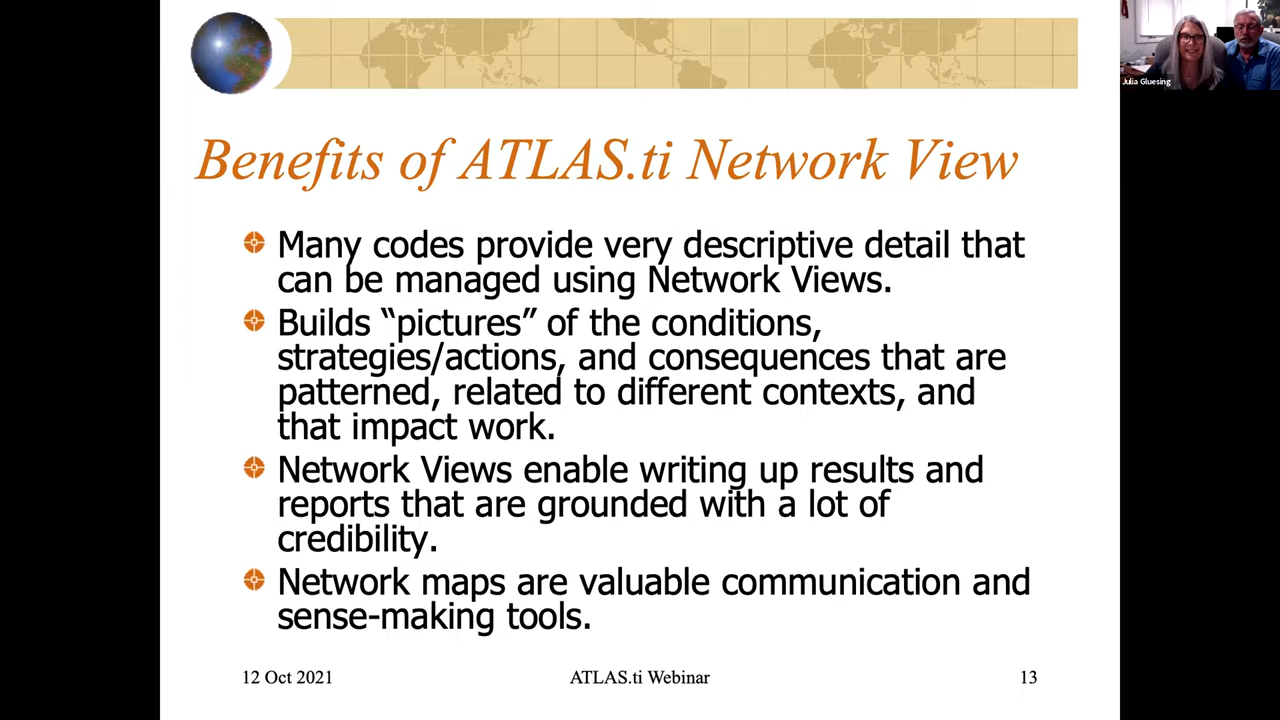 Julia Gluesing
Benefits of ATLAS.ti Network View
Many codes provide very descriptive detail that
can be managed using Network Views.
Builds “pictures” of the conditions,
strategies/actions, and consequences that are
patterned, related to different contexts, and
that impact work.
Network Views enable writing up results and
reports that are grounded with a lot of
credibility.
Network maps are valuable communication and
sense-making tools.
12 Oct 2021
ATLAS.ti Webinar
13